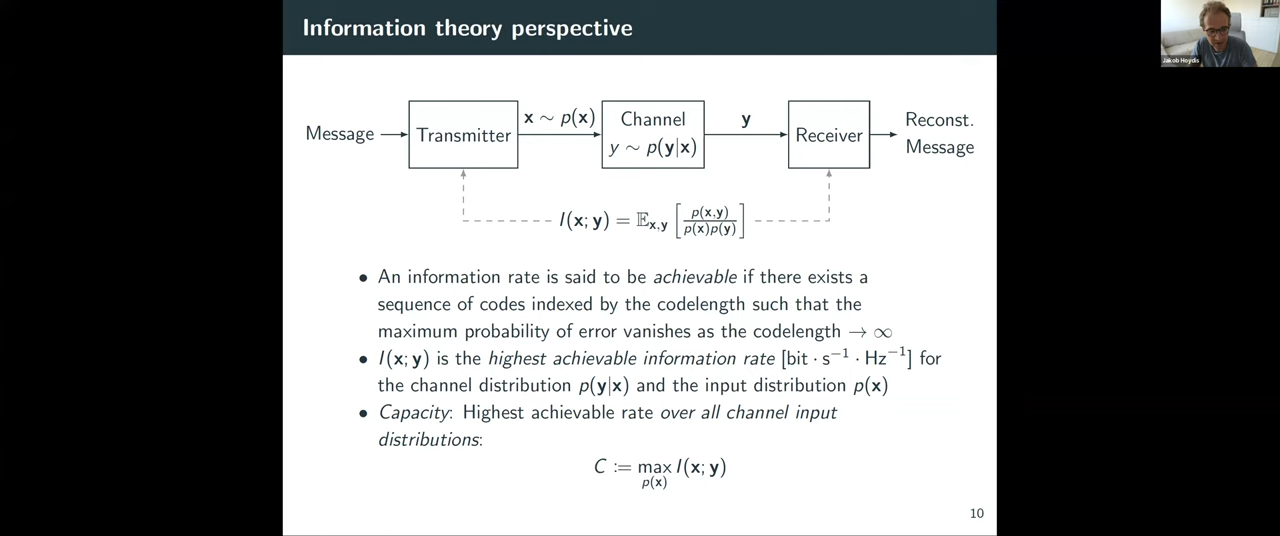 Information theory perspective
Jakob Hoydis
Message
Transmitter
x ∼ p(x)
Channel
y ∼ p(y|x)
y
Receiver
Reconst.
Message
I(x; y) = 𝔼x,y [ p(x,y) / p(x)p(y) ]
• An information rate is said to be achievable if there exists a
sequence of codes indexed by the codelength such that the
maximum probability of error vanishes as the codelength → ∞
• I(x; y) is the highest achievable information rate [bit · s⁻¹ · Hz⁻¹] for
the channel distribution p(y|x) and the input distribution p(x)
• Capacity: Highest achievable rate over all channel input
distributions:
C := max I(x; y)
p(x)
10